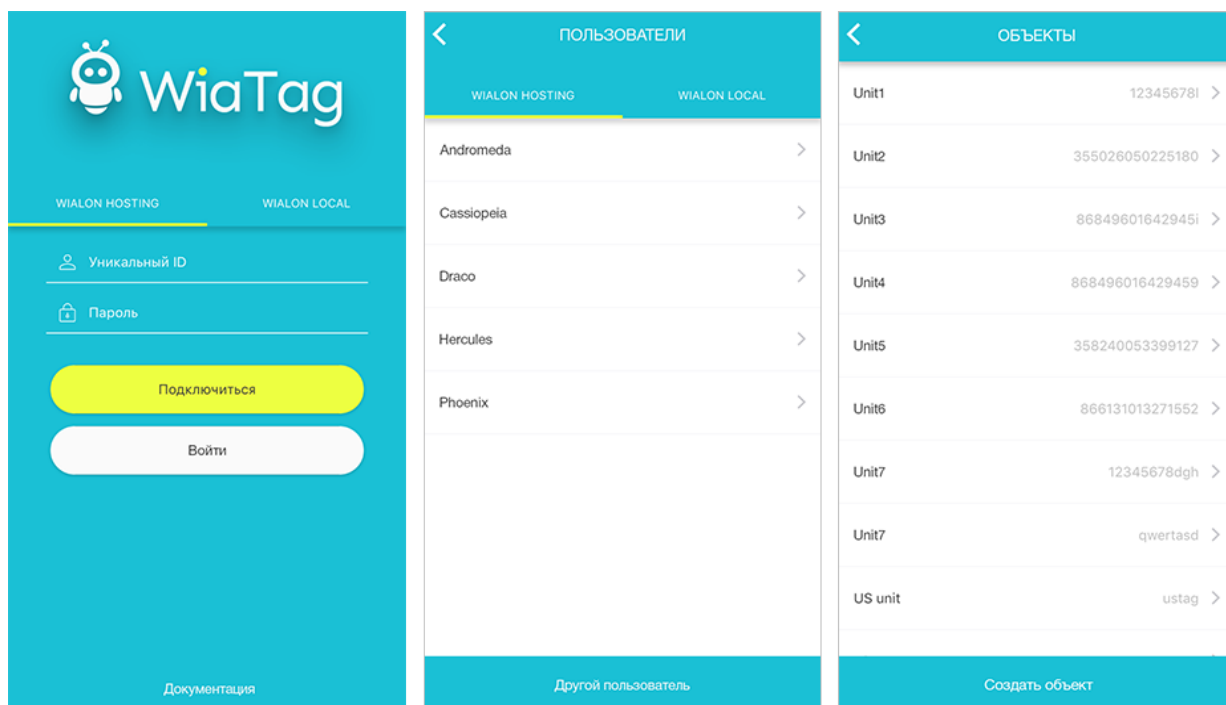 WiaTag
WIALON HOSTING WIALON LOCAL
Уникальный ID
Пароль
Подключиться
Войти
Документация
ПОЛЬЗОВАТЕЛИ
WIALON HOSTING WIALON LOCAL
Andromeda
Cassiopeia
Draco
Hercules
Phoenix
Другой пользователь
ОБЪЕКТЫ
Unit1 12345678l
Unit2 355026050225180
Unit3 86849601642945i
Unit4 868496016429459
Unit5 358240053399127
Unit6 866131013271552
Unit7 12345678dgh
Unit7 qwertasd
US unit ustag
Создать объект